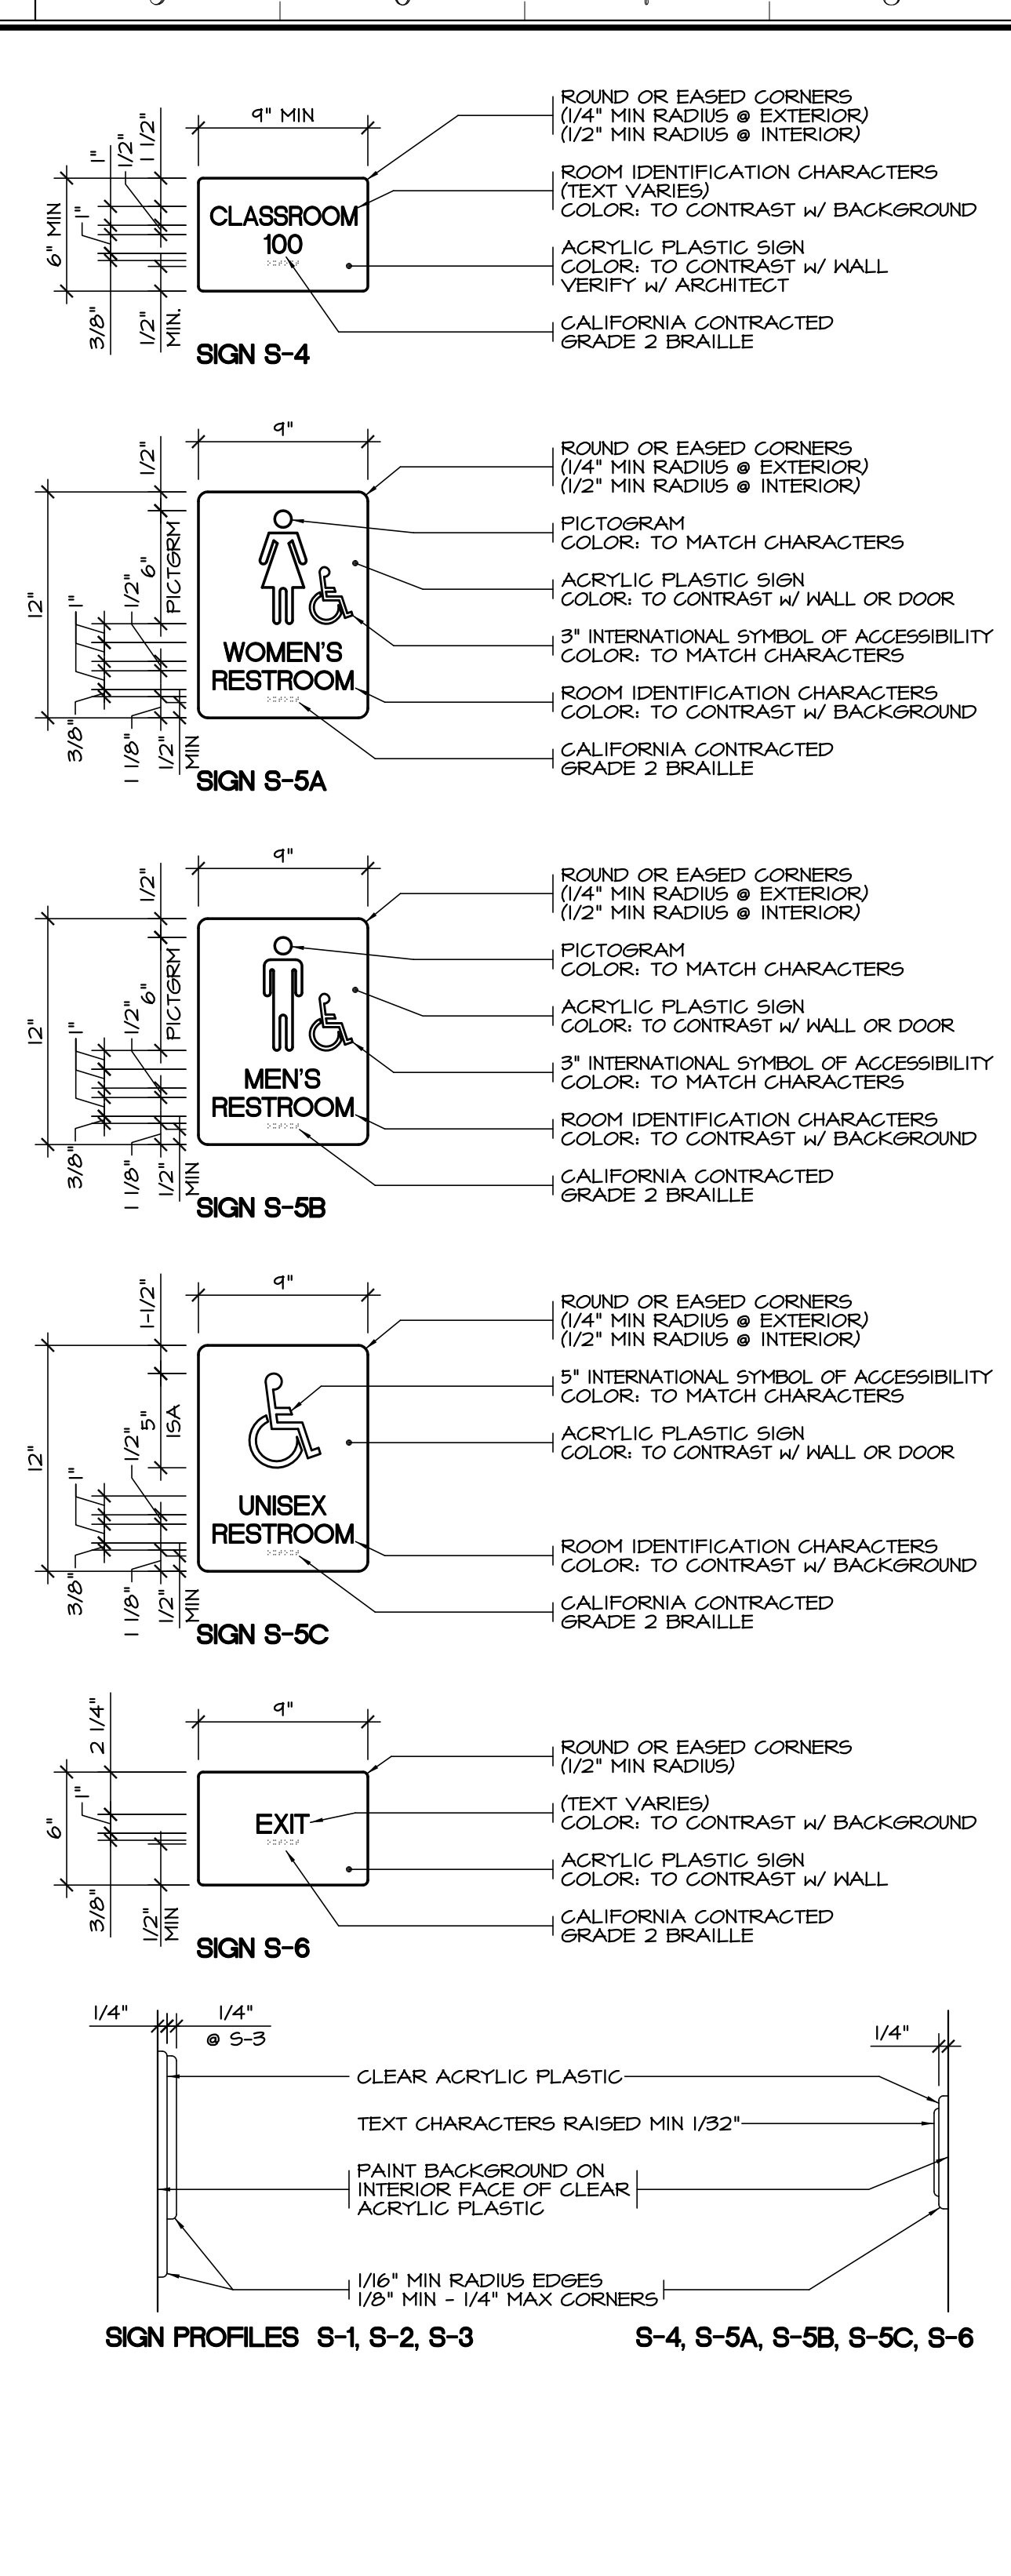 9" MIN
1"
1/2"
1 1/2"
6" MIN
1"
3/8"
1/2"
MIN.
CLASSROOM
100
ROUND OR EASED CORNERS
(1/4" MIN RADIUS @ EXTERIOR)
(1/2" MIN RADIUS @ INTERIOR)
ROOM IDENTIFICATION CHARACTERS
(TEXT VARIES)
COLOR: TO CONTRAST W/ BACKGROUND
ACRYLIC PLASTIC SIGN
COLOR: TO CONTRAST W/ WALL
VERIFY W/ ARCHITECT
CALIFORNIA CONTRACTED
GRADE 2 BRAILLE
SIGN S-4
9"
1/2"
12"
1"
1/2"
6"
PICTGRM
3/8"
1 1/8"
1/2"
MIN
WOMEN'S
RESTROOM
ROUND OR EASED CORNERS
(1/4" MIN RADIUS @ EXTERIOR)
(1/2" MIN RADIUS @ INTERIOR)
PICTOGRAM
COLOR: TO MATCH CHARACTERS
ACRYLIC PLASTIC SIGN
COLOR: TO CONTRAST W/ WALL OR DOOR
3" INTERNATIONAL SYMBOL OF ACCESSIBILITY
COLOR: TO MATCH CHARACTERS
ROOM IDENTIFICATION CHARACTERS
COLOR: TO CONTRAST W/ BACKGROUND
CALIFORNIA CONTRACTED
GRADE 2 BRAILLE
SIGN S-5A
9"
1/2"
12"
1"
1/2"
6"
PICTGRM
3/8"
1 1/8"
1/2"
MIN
MEN'S
RESTROOM
ROUND OR EASED CORNERS
(1/4" MIN RADIUS @ EXTERIOR)
(1/2" MIN RADIUS @ INTERIOR)
PICTOGRAM
COLOR: TO MATCH CHARACTERS
ACRYLIC PLASTIC SIGN
COLOR: TO CONTRAST W/ WALL OR DOOR
3" INTERNATIONAL SYMBOL OF ACCESSIBILITY
COLOR: TO MATCH CHARACTERS
ROOM IDENTIFICATION CHARACTERS
COLOR: TO CONTRAST W/ BACKGROUND
CALIFORNIA CONTRACTED
GRADE 2 BRAILLE
SIGN S-5B
9"
1-1/2"
12"
1"
1/2"
5"
ISA
3/8"
1 1/8"
1/2"
MIN
UNISEX
RESTROOM
ROUND OR EASED CORNERS
(1/4" MIN RADIUS @ EXTERIOR)
(1/2" MIN RADIUS @ INTERIOR)
5" INTERNATIONAL SYMBOL OF ACCESSIBILITY
COLOR: TO MATCH CHARACTERS
ACRYLIC PLASTIC SIGN
COLOR: TO CONTRAST W/ WALL OR DOOR
ROOM IDENTIFICATION CHARACTERS
COLOR: TO CONTRAST W/ BACKGROUND
CALIFORNIA CONTRACTED
GRADE 2 BRAILLE
SIGN S-5C
9"
2 1/4"
6"
1"
3/8"
1/2"
MIN
EXIT
ROUND OR EASED CORNERS
(1/2" MIN RADIUS)
(TEXT VARIES)
COLOR: TO CONTRAST W/ BACKGROUND
ACRYLIC PLASTIC SIGN
COLOR: TO CONTRAST W/ WALL
CALIFORNIA CONTRACTED
GRADE 2 BRAILLE
SIGN S-6
1/4"
1/4"
@ S-3
1/4"
CLEAR ACRYLIC PLASTIC
TEXT CHARACTERS RAISED MIN 1/32"
PAINT BACKGROUND ON
INTERIOR FACE OF CLEAR
ACRYLIC PLASTIC
1/16" MIN RADIUS EDGES
1/8" MIN - 1/4" MAX CORNERS
SIGN PROFILES S-1, S-2, S-3
S-4, S-5A, S-5B, S-5C, S-6